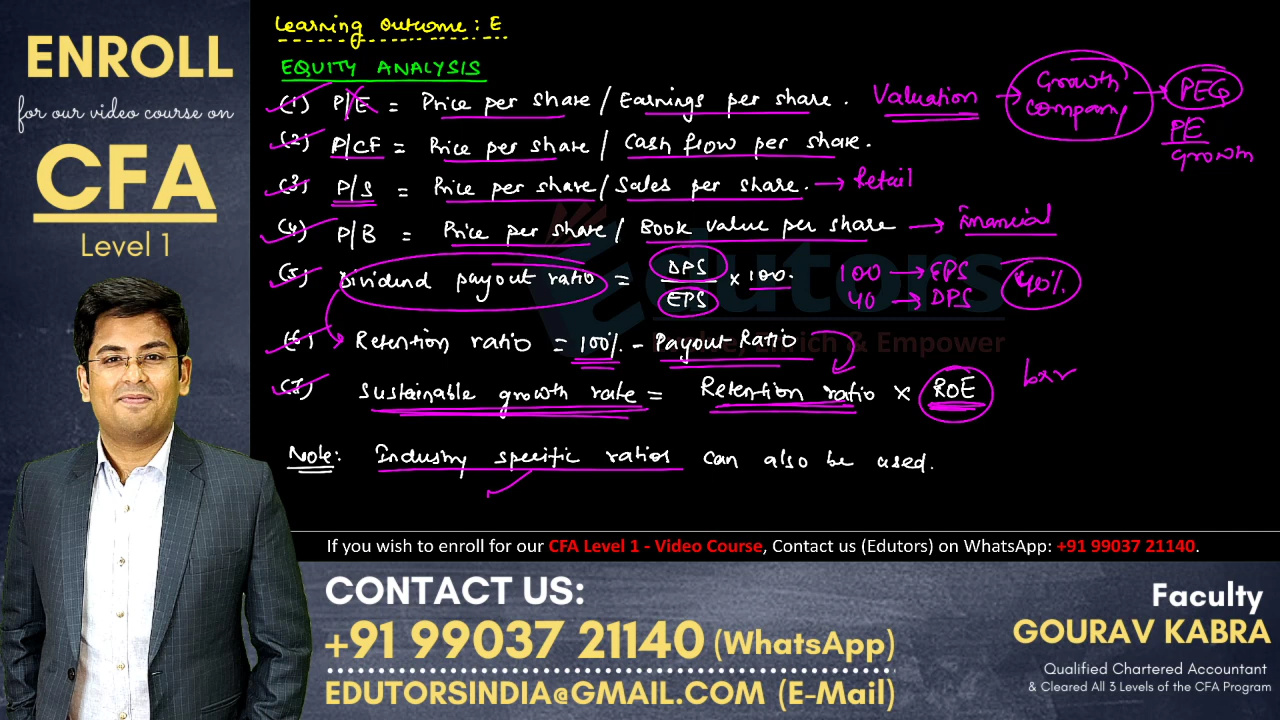 ENROLL
for our video course on
CFA
Level 1
Learning Outcome : E
EQUITY ANALYSIS
(1) P/E = Price per share / Earnings per share. Valuation → Growth company → PEG
PE
growth
(2) P/CF = Price per share / Cash flow per share.
(3) P/S = Price per share / Sales per share. → Retail
(4) P/B = Price per share / Book value per share → Financial
(5) Dividend payout ratio = DPS / EPS × 100. 100 → EPS 40%
40 → DPS
(6) Retention ratio = 100% - Payout Ratio
(7) Sustainable growth rate = Retention ratio × ROE b×r
Note: Industry specific ratios can also be used.
Edutors
& Empower
If you wish to enroll for our CFA Level 1 - Video Course, Contact us (Edutors) on WhatsApp: +91 99037 21140.
CONTACT US:
+91 99037 21140 (WhatsApp)
EDUTORSINDIA@GMAIL.COM (E-Mail)
Faculty
GOURAV KABRA
Qualified Chartered Accountant
& Cleared All 3 Levels of the CFA Program